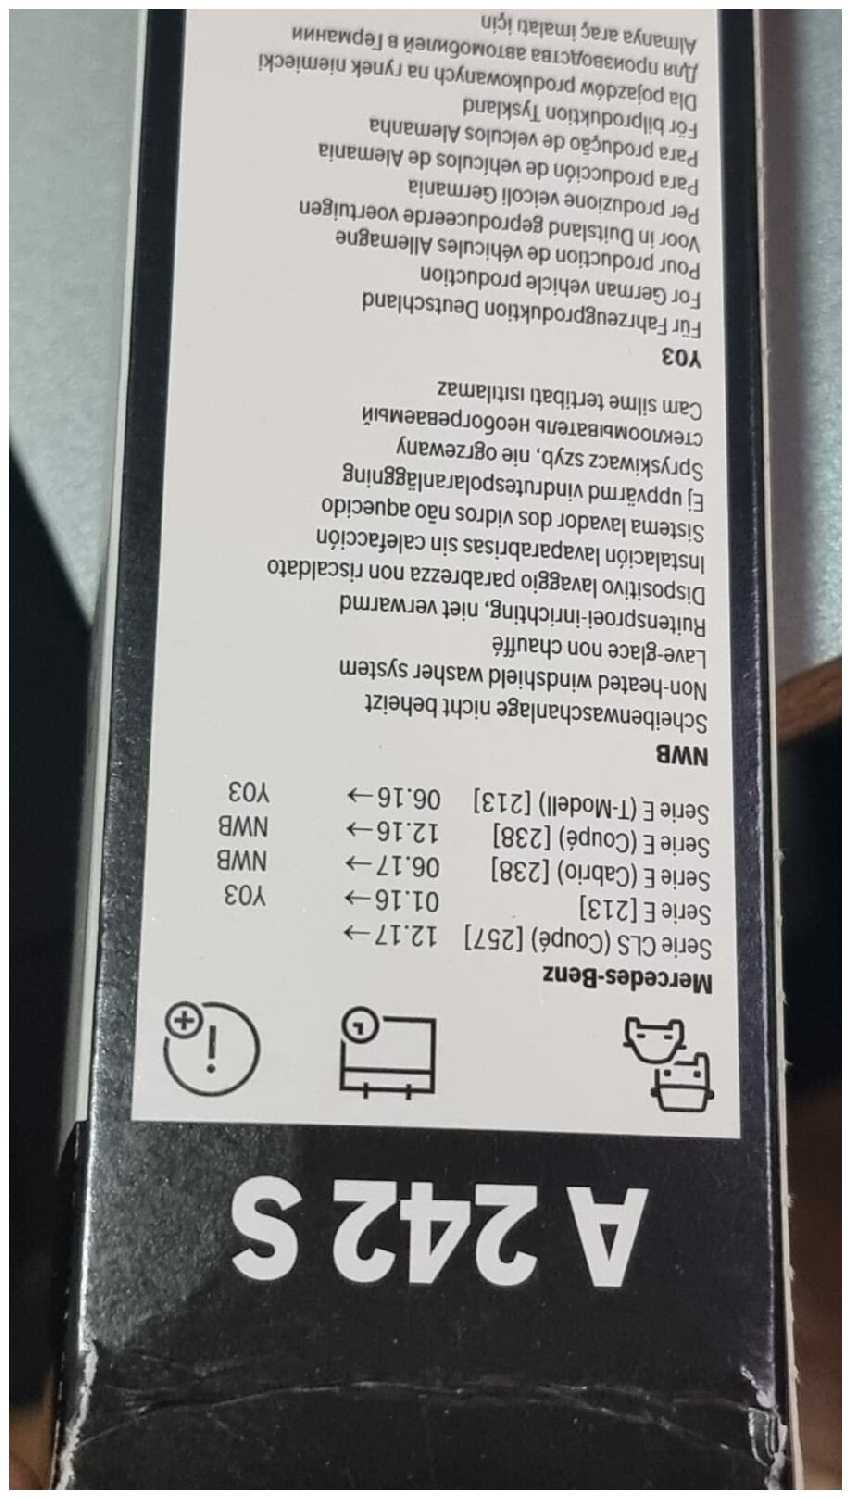 A 242 S
Mercedes-Benz
Serie CLS (Coupé) [257] 12.17→
Serie E [213] 01.16→ Y03
Serie E (Cabrio) [238] 06.17→ NWB
Serie E (Coupé) [238] 12.16→ NWB
Serie E (T-Modell) [213] 06.16→ Y03
NWB
Scheibenwaschanlage nicht beheizt
Non-heated windshield washer system
Lave-glace non chauffé
Ruitensproei-inrichting, niet verwarmd
Dispositivo lavaggio parabrezza non riscaldato
Instalación lavaparabrisas sin calefacción
Sistema lavador dos vidros não aquecido
Ej uppvärmd vindrutespolaranläggning
Spryskiwacz szyb, nie ogrzewany
стеклоомыватель необогреваемый
Cam silme tertibatı ısıtılamaz
Y03
Für Fahrzeugproduktion Deutschland
For German vehicle production
Pour production de véhicules Allemagne
Voor in Duitsland geproduceerde voertuigen
Per produzione veicoli Germania
Para producción de vehículos de Alemania
Para produção de veículos Alemanha
För bilproduktion Tyskland
Dla pojazdów produkowanych na rynek niemiecki
Для производства автомобилей в Германии
Almanya araç imalatı için